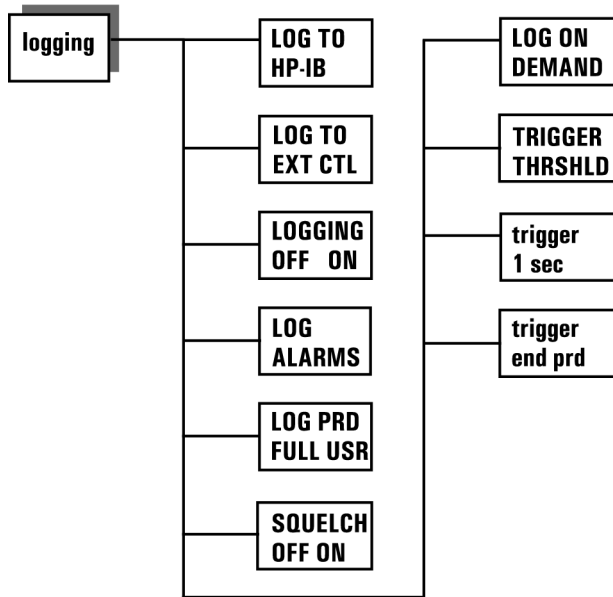 logging
LOG TO
HP-IB
LOG TO
EXT CTL
LOGGING
OFF ON
LOG
ALARMS
LOG PRD
FULL USR
SQUELCH
OFF ON
LOG ON
DEMAND
TRIGGER
THRSHLD
trigger
1 sec
trigger
end prd